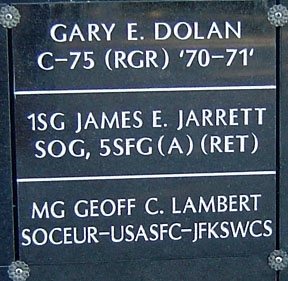 GARY E. DOLAN
C-75 (RGR) '70-71'
1SG JAMES E. JARRETT
SOG, 5SFG(A) (RET)
MG GEOFF C. LAMBERT
SOCEUR-USASFC-JFKSWCS